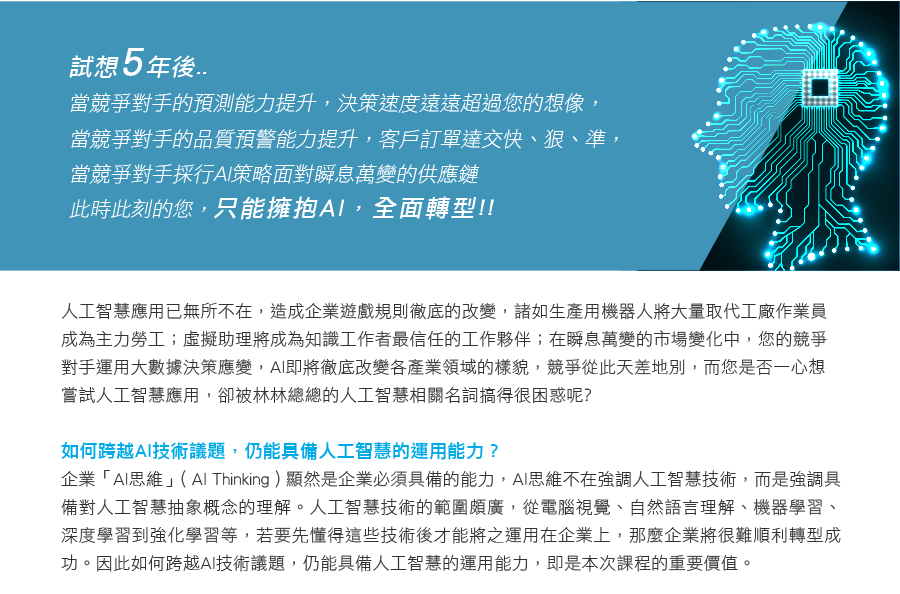 試想5年後..
當競爭對手的預測能力提升，決策速度遠遠超過您的想像，
當競爭對手的品質預警能力提升，客戶訂單達交快、狠、準，
當競爭對手採行AI策略面對瞬息萬變的供應鏈
此時此刻的您，只能擁抱AI，全面轉型!!
人工智慧應用已無所不在，造成企業遊戲規則徹底的改變，諸如生產用機器人將大量取代工廠作業員
成為主力勞工；虛擬助理將成為知識工作者最信任的工作夥伴；在瞬息萬變的市場變化中，您的競爭
對手運用大數據決策應變，AI即將徹底改變各產業領域的樣貌，競爭從此天差地別，而您是否一心想
嘗試人工智慧應用，卻被林林總總的人工智慧相關名詞搞得很困惑呢?
如何跨越AI技術議題，仍能具備人工智慧的運用能力？
企業「AI思維」( AI Thinking ) 顯然是企業必須具備的能力，AI思維不在強調人工智慧技術，而是強調具
備對人工智慧抽象概念的理解。人工智慧技術的範圍頗廣，從電腦視覺、自然語言理解、機器學習、
深度學習到強化學習等，若要先懂得這些技術後才能將之運用在企業上，那麼企業將很難順利轉型成
功。因此如何跨越AI技術議題，仍能具備人工智慧的運用能力，即是本次課程的重要價值。